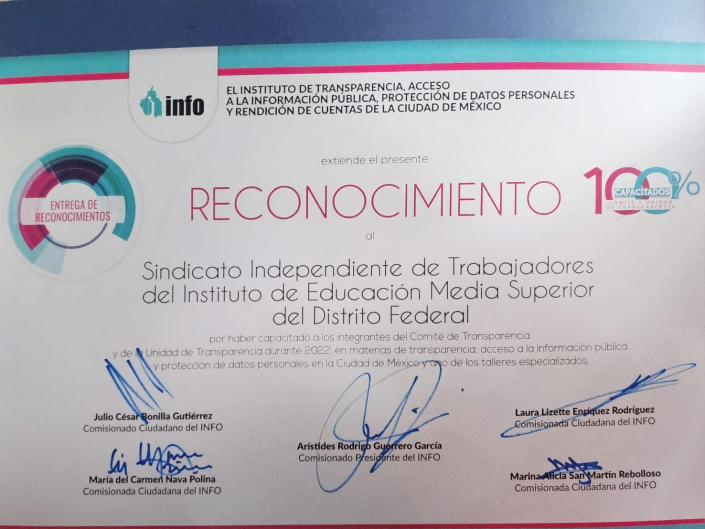 info
EL INSTITUTO DE TRANSPARENCIA, ACCESO
A LA INFORMACIÓN PÚBLICA, PROTECCIÓN DE DATOS PERSONALES
Y RENDICIÓN DE CUENTAS DE LA CIUDAD DE MÉXICO
extiende el presente
ENTREGA DE
RECONOCIMIENTOS
RECONOCIMIENTO
100%
CAPACITADOS
COMITÉ Y UNIDAD
DE TRANSPARENCIA
al
Sindicato Independiente de Trabajadores
del Instituto de Educación Media Superior
del Distrito Federal
por haber capacitado a los integrantes del Comité de Transparencia
y de la Unidad de Transparencia durante 2022, en materias de transparencia, acceso a la información pública
y protección de datos personales en la Ciudad de México y uno de los talleres especializados.
Julio César Bonilla Gutiérrez
Comisionado Ciudadano del INFO
Laura Lizette Enríquez Rodríguez
Comisionada Ciudadana del INFO
Arístides Rodrigo Guerrero García
Comisionado Presidente del INFO
María del Carmen Nava Polina
Comisionada Ciudadana del INFO
Marina Alicia San Martín Rebolloso
Comisionada Ciudadana del INFO